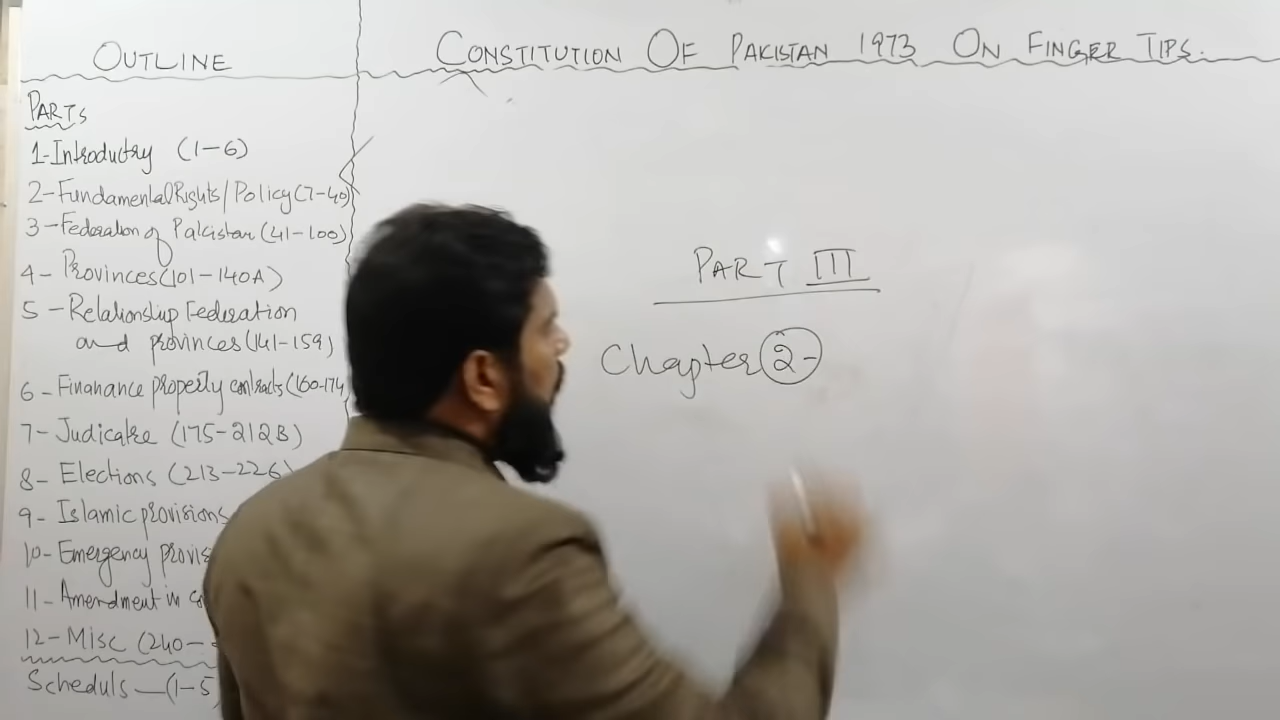 OUTLINE
CONSTITUTION OF PAKISTAN 1973 ON FINGER TIPS.
PARTS
1-Introductry (1-6)
2-Fundamental Rights/Policy (7-40)
3-Federation of Pakistan (41-100)
4- Provinces (101-140A)
5 - Relationship Federation
and provinces (141-159)
6 - Finanance property contracts (160-174
7- Judicatre (175-212B)
8- Elections (213-226)
9- Islamic provisions
10- Emergency provis
11- Amendment in co
12-Misc (240-
Scheduls - (1-5
PART III
Chapter 2-